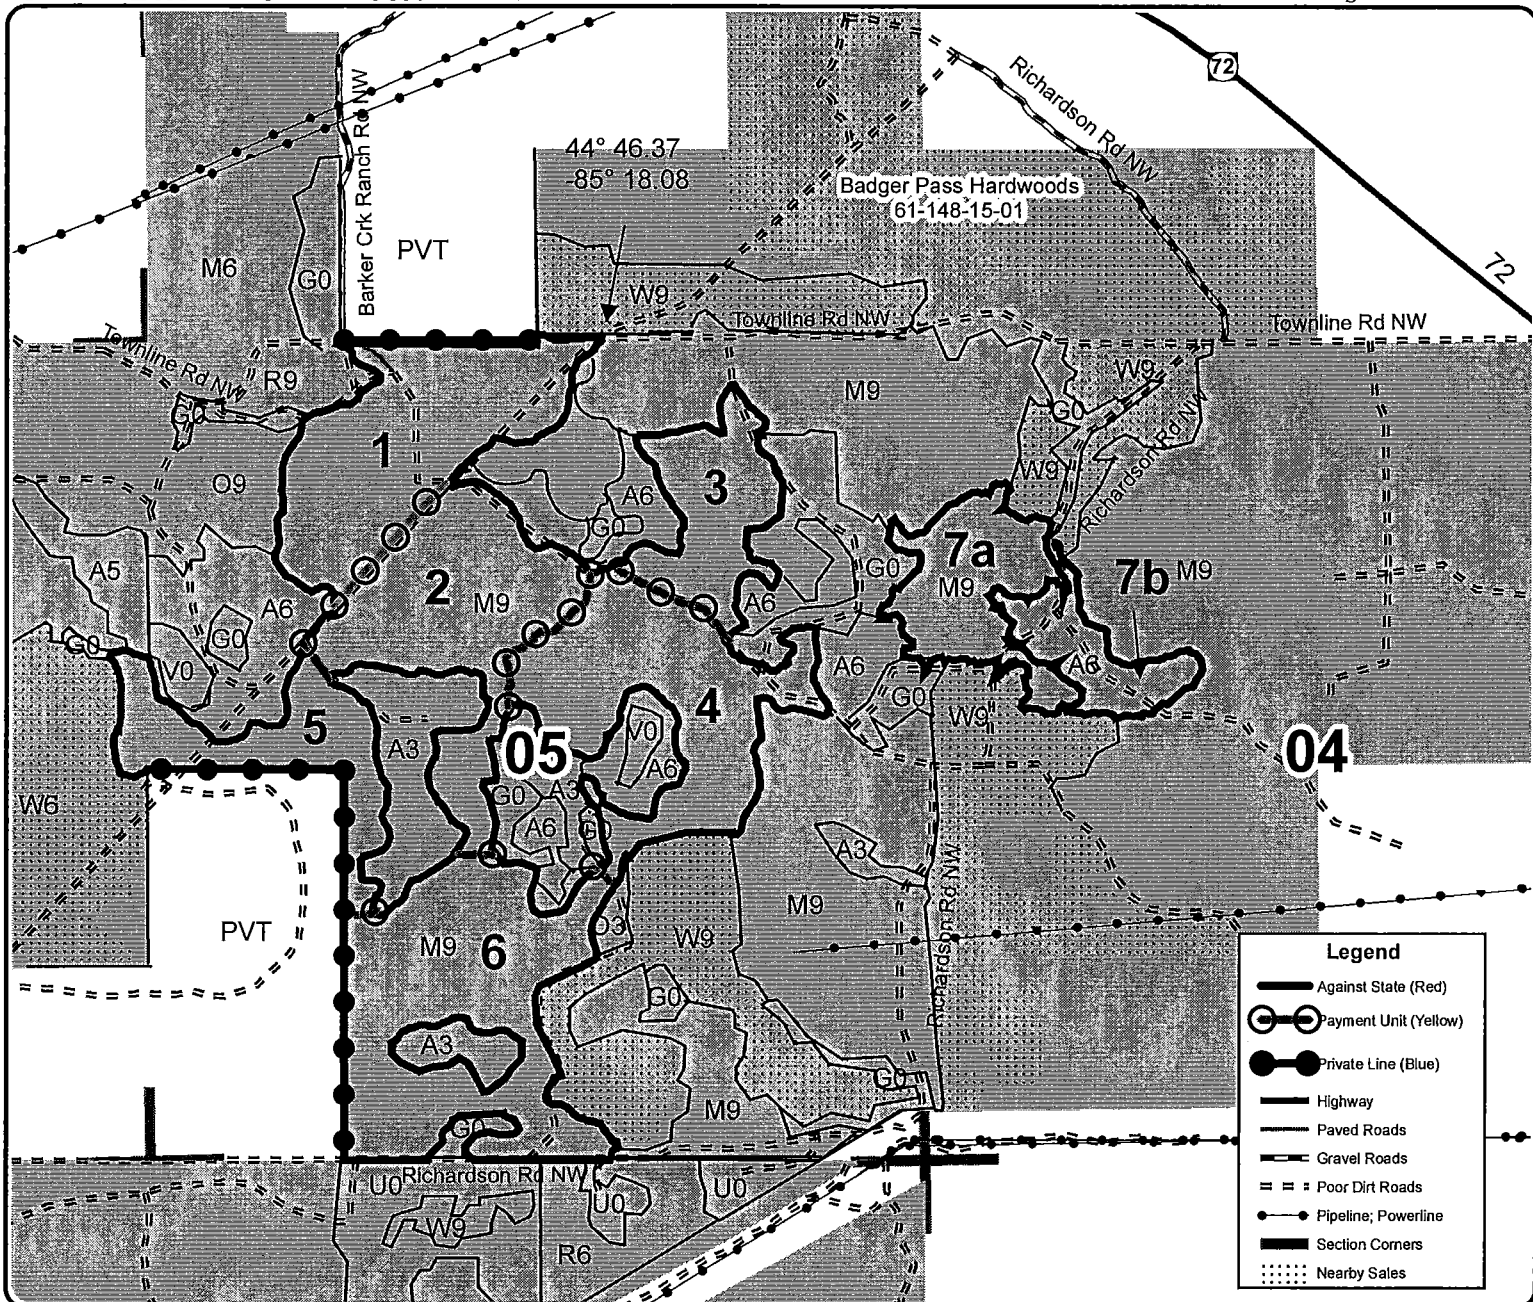 72
Richardson Rd NW
Barker Crk Ranch Rd NW
44° 46.37
-85° 18.08
Badger Pass Hardwoods
61-148-15-01
PVT
M6
G0
W9
72
Townline Rd NW
Townline Rd NW
Townline Rd NW
R9
G0
M9
W9
G0
1
O9
3
A6
W9
Richardson Rd NW
G0
7a
A5
G0
M9
7b
M9
2
M9
A6
A6
G0
G0
V0
A6
A6
G0
W9
5
4
A3
05
V0
A6
04
W6
G0
A3
A6
G0
A3
PVT
M9
6
O3
W9
M9
Richardson Rd NW
G0
A3
G0
M9
G0
Richardson Rd NW
U0
U0
U0
W9
R6
Legend
Against State (Red)
Payment Unit (Yellow)
Private Line (Blue)
Highway
Paved Roads
Gravel Roads
Poor Dirt Roads
Pipeline; Powerline
Section Corners
Nearby Sales